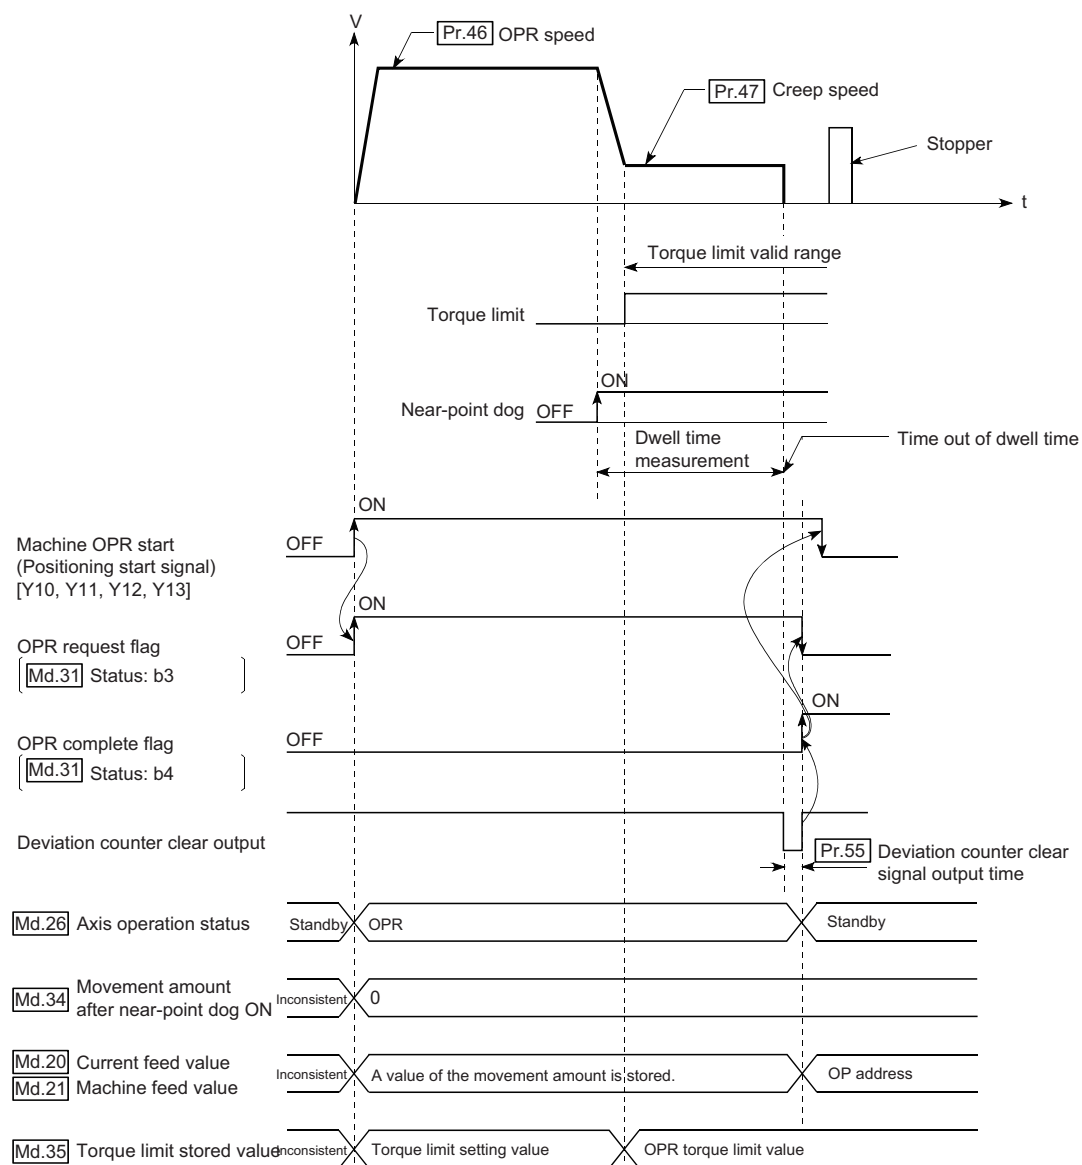 V
Pr.46 OPR speed
Pr.47 Creep speed
Stopper
t
Torque limit valid range
Torque limit
ON
Near-point dog OFF
Dwell time
measurement
Time out of dwell time
ON
Machine OPR start
(Positioning start signal)
[Y10, Y11, Y12, Y13]
OFF
ON
OPR request flag
OFF
Md.31 Status: b3
ON
OPR complete flag
OFF
Md.31 Status: b4
Deviation counter clear output
Pr.55 Deviation counter clear
signal output time
Md.26 Axis operation status Standby OPR Standby
Md.34 Movement amount
after near-point dog ON Inconsistent 0
Md.20 Current feed value
Md.21 Machine feed value
Inconsistent A value of the movement amount is stored. OP address
Md.35 Torque limit stored value Inconsistent Torque limit setting value OPR torque limit value